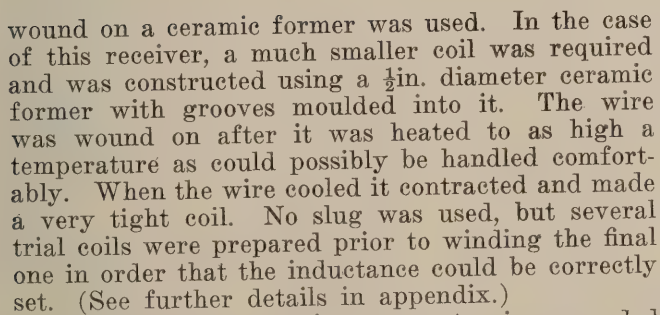 wound on a ceramic former was used. In the case
of this receiver, a much smaller coil was required
and was constructed using a ½in. diameter ceramic
former with grooves moulded into it. The wire
was wound on after it was heated to as high a
temperature as could possibly be handled comfort-
ably. When the wire cooled it contracted and made
a very tight coil. No slug was used, but several
trial coils were prepared prior to winding the final
one in order that the inductance could be correctly
set. (See further details in appendix.)